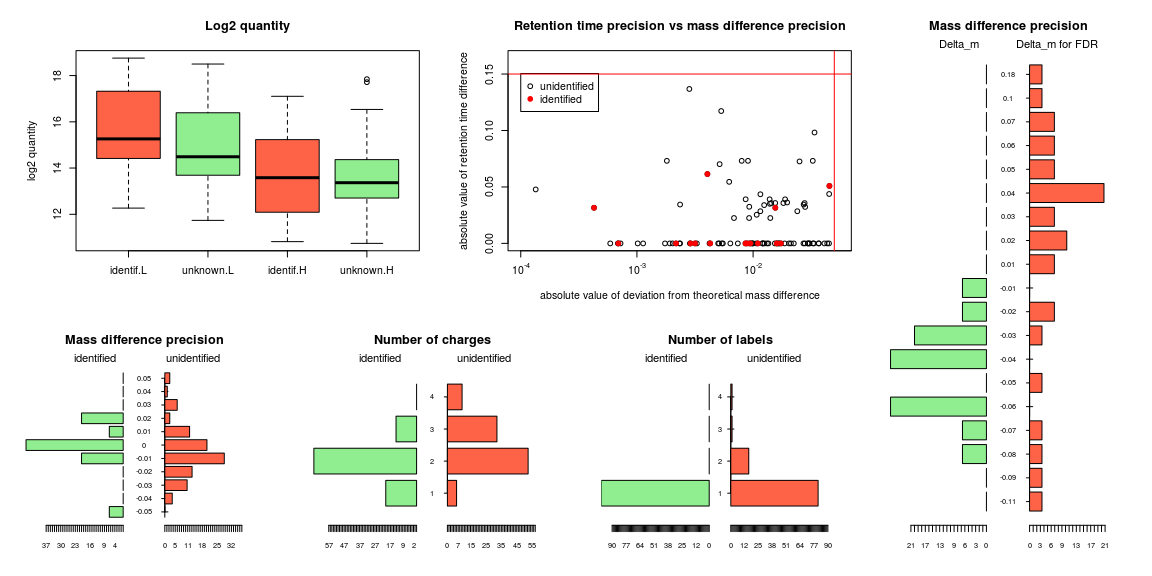 Log2 quantity
log2 quantity
18
16
14
12
identif.L
unknown.L
identif.H
unknown.H
Retention time precision vs mass difference precision
absolute value of retention time difference
0.15
0.10
0.05
0.00
unidentified
identified
10-4
10-3
10-2
absolute value of deviation from theoretical mass difference
Mass difference precision
Delta_m
Delta_m for FDR
0.18
0.1
0.07
0.06
0.05
0.04
0.03
0.02
0.01
-0.01
-0.02
-0.03
-0.04
-0.05
-0.06
-0.07
-0.08
-0.09
-0.11
21 15 9 6 3 0
0 3 6 9 13 17 21
Mass difference precision
identified
unidentified
0.05
0.04
0.03
0.02
0.01
0
-0.01
-0.02
-0.03
-0.04
-0.05
37 30 23 16 9 4
0 5 11 18 25 32
Number of charges
identified
unidentified
4
3
2
1
57 47 37 27 17 9 2
0 7 15 25 35 45 55
Number of labels
identified
unidentified
4
3
2
1
90 77 64 51 38 25 12 0
0 12 25 38 51 64 77 90